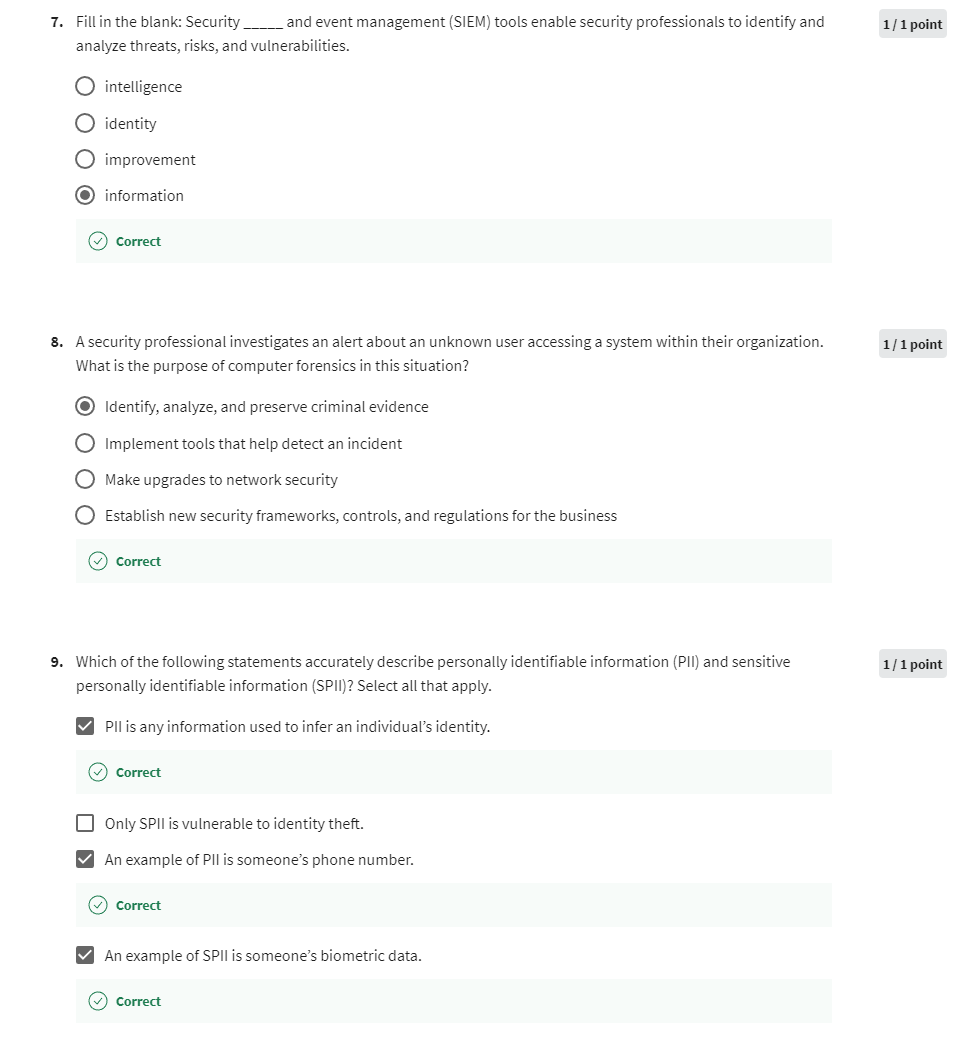 7. Fill in the blank: Security _____ and event management (SIEM) tools enable security professionals to identify and
1 / 1 point
analyze threats, risks, and vulnerabilities.
intelligence
identity
improvement
information
Correct
8. A security professional investigates an alert about an unknown user accessing a system within their organization.
1 / 1 point
What is the purpose of computer forensics in this situation?
Identify, analyze, and preserve criminal evidence
Implement tools that help detect an incident
Make upgrades to network security
Establish new security frameworks, controls, and regulations for the business
Correct
9. Which of the following statements accurately describe personally identifiable information (PII) and sensitive
1 / 1 point
personally identifiable information (SPII)? Select all that apply.
PII is any information used to infer an individual’s identity.
Correct
Only SPII is vulnerable to identity theft.
An example of PII is someone’s phone number.
Correct
An example of SPII is someone’s biometric data.
Correct